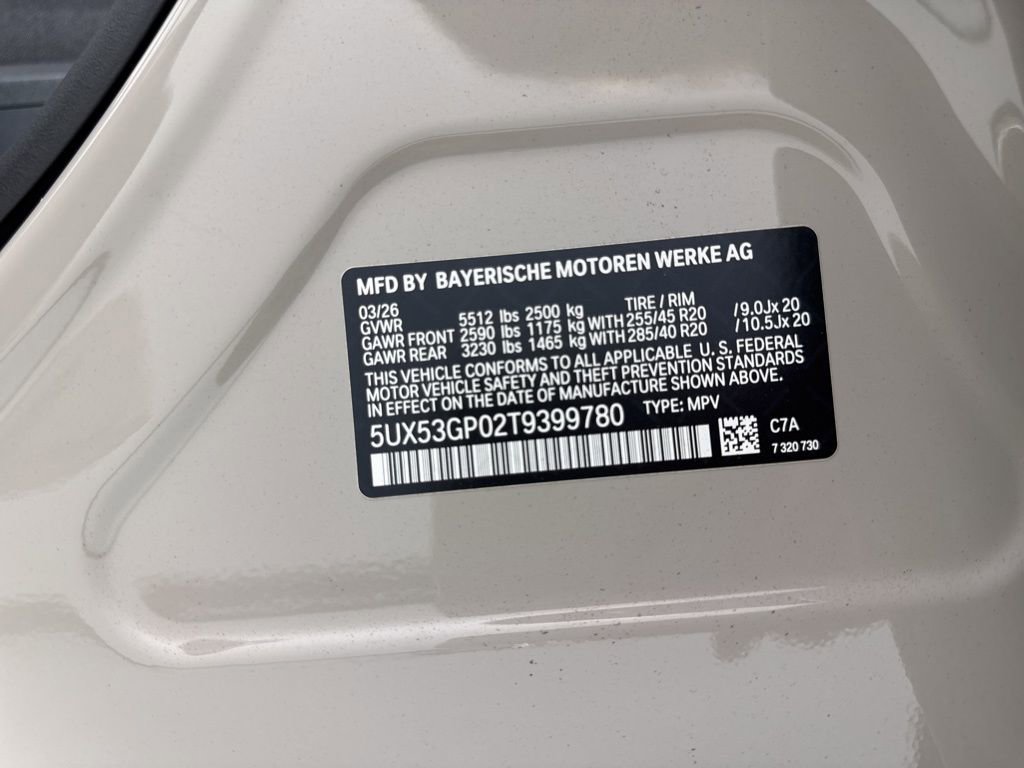 MFD BY BAYERISCHE MOTOREN WERKE AG
03/26 TIRE / RIM
GVWR 5512 lbs 2500 kg
GAWR FRONT 2590 lbs 1175 kg WITH 255/45 R20 / 9.0Jx 20
GAWR REAR 3230 lbs 1465 kg WITH 285/40 R20 / 10.5Jx 20
THIS VEHICLE CONFORMS TO ALL APPLICABLE U. S. FEDERAL
MOTOR VEHICLE SAFETY AND THEFT PREVENTION STANDARDS
IN EFFECT ON THE DATE OF MANUFACTURE SHOWN ABOVE.
5UX53GP02T9399780 TYPE: MPV
C7A
7 320 730